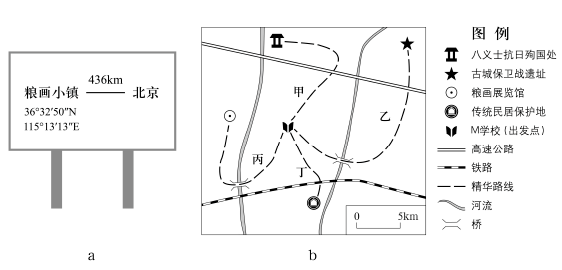 436km
粮画小镇 北京
36°32′50″N
115°13′13″E
a
甲
乙
丙
丁
0 5km
b
图 例
八义士抗日殉国处
古城保卫战遗址
粮画展览馆
传统民居保护地
M学校(出发点)
高速公路
铁路
精华路线
河流
桥